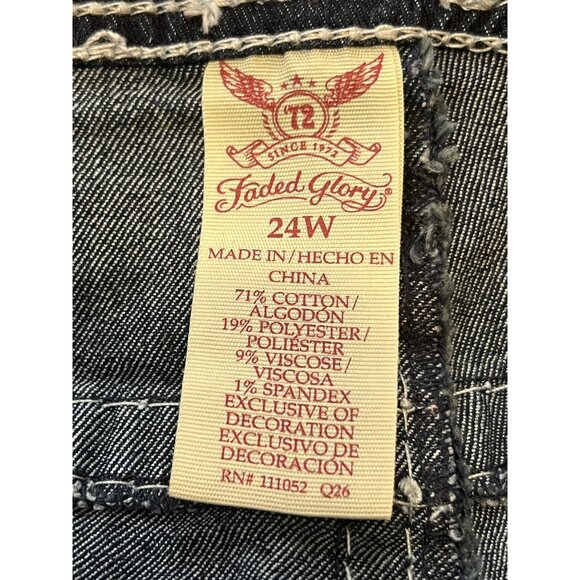 '72
SINCE 1972
Faded Glory®
24W
MADE IN/HECHO EN
CHINA
71% COTTON/
ALGODÓN
19% POLYESTER/
POLIÉSTER
9% VISCOSE/
VISCOSA
1% SPANDEX
EXCLUSIVE OF
DECORATION
EXCLUSIVO DE
DECORACIÓN
RN# 111052 Q26